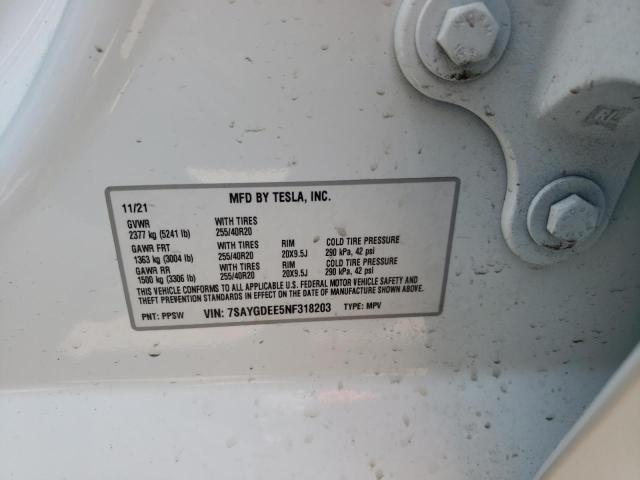 11/21 MFD BY TESLA, INC.
GVWR WITH TIRES
2377 kg (5241 lb) 255/40R20
GAWR FRT WITH TIRES RIM COLD TIRE PRESSURE
1363 kg (3004 lb) 255/40R20 20X9.5J 290 kPa, 42 psi
GAWR RR WITH TIRES RIM COLD TIRE PRESSURE
1500 kg (3306 lb) 255/40R20 20X9.5J 290 kPa, 42 psi
THIS VEHICLE CONFORMS TO ALL APPLICABLE U.S. FEDERAL MOTOR VEHICLE SAFETY AND
THEFT PREVENTION STANDARDS IN EFFECT ON THE DATE OF MANUFACTURE SHOWN ABOVE.
PNT: PPSW VIN: 7SAYGDEE5NF318203 TYPE: MPV